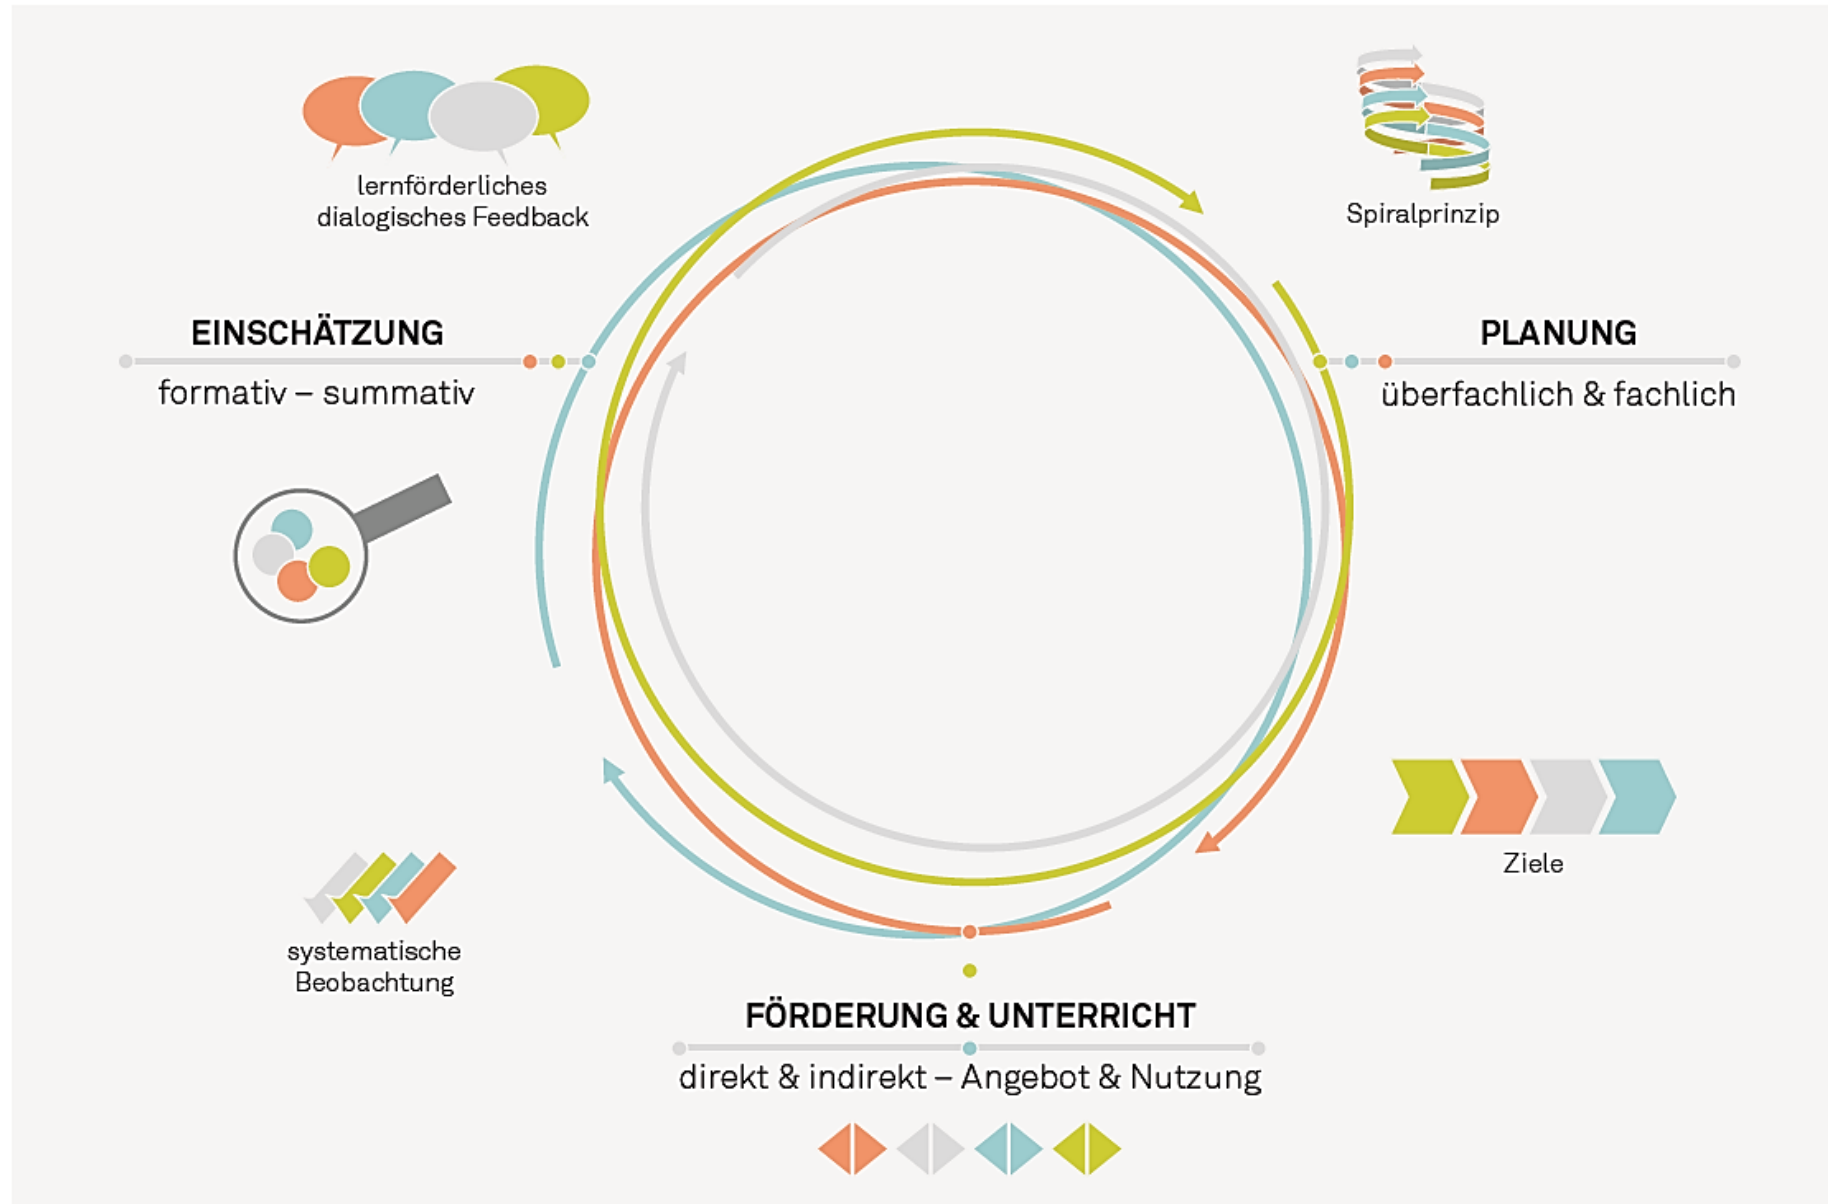 lernförderliches
dialogisches Feedback
Spiralprinzip
EINSCHÄTZUNG
formativ – summativ
PLANUNG
überfachlich & fachlich
Ziele
systematische
Beobachtung
FÖRDERUNG & UNTERRICHT
direkt & indirekt – Angebot & Nutzung